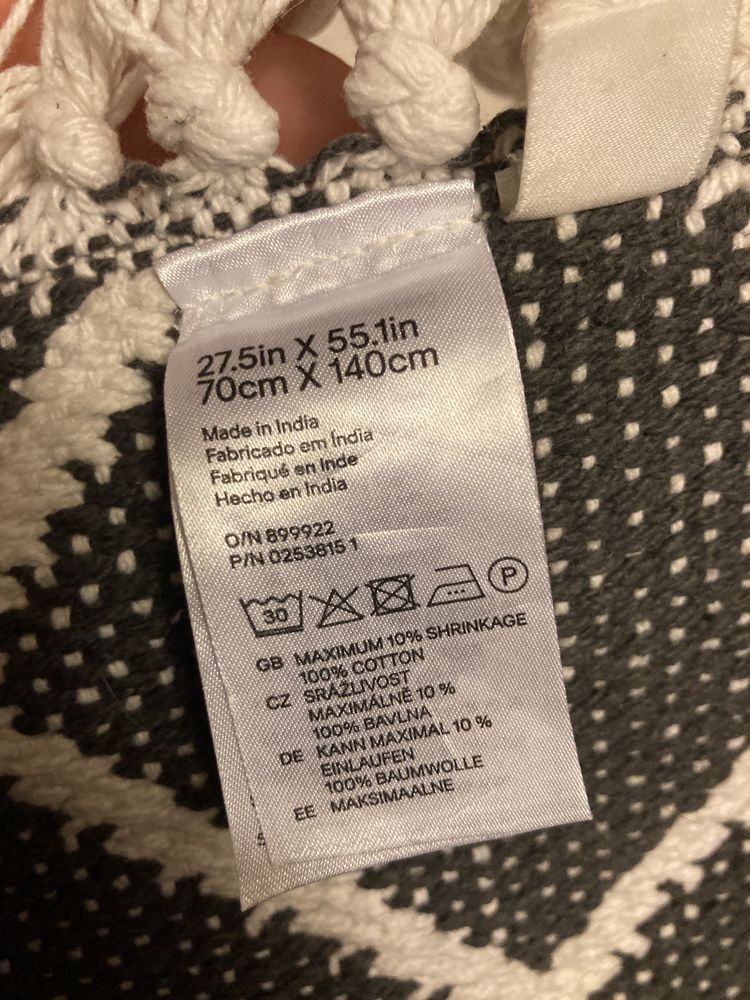 27.5in X 55.1in
70cm X 140cm
Made in India
Fabricado em Índia
Fabriqué en Inde
Hecho en India
O/N 899922
P/N 02538151
30
P
GB MAXIMUM 10% SHRINKAGE
100% COTTON
CZ SRÁŽLIVOST
MAXIMÁLNĚ 10 %
100% BAVLNA
DE KANN MAXIMAL 10 %
EINLAUFEN
100% BAUMWOLLE
EE MAKSIMAALNE